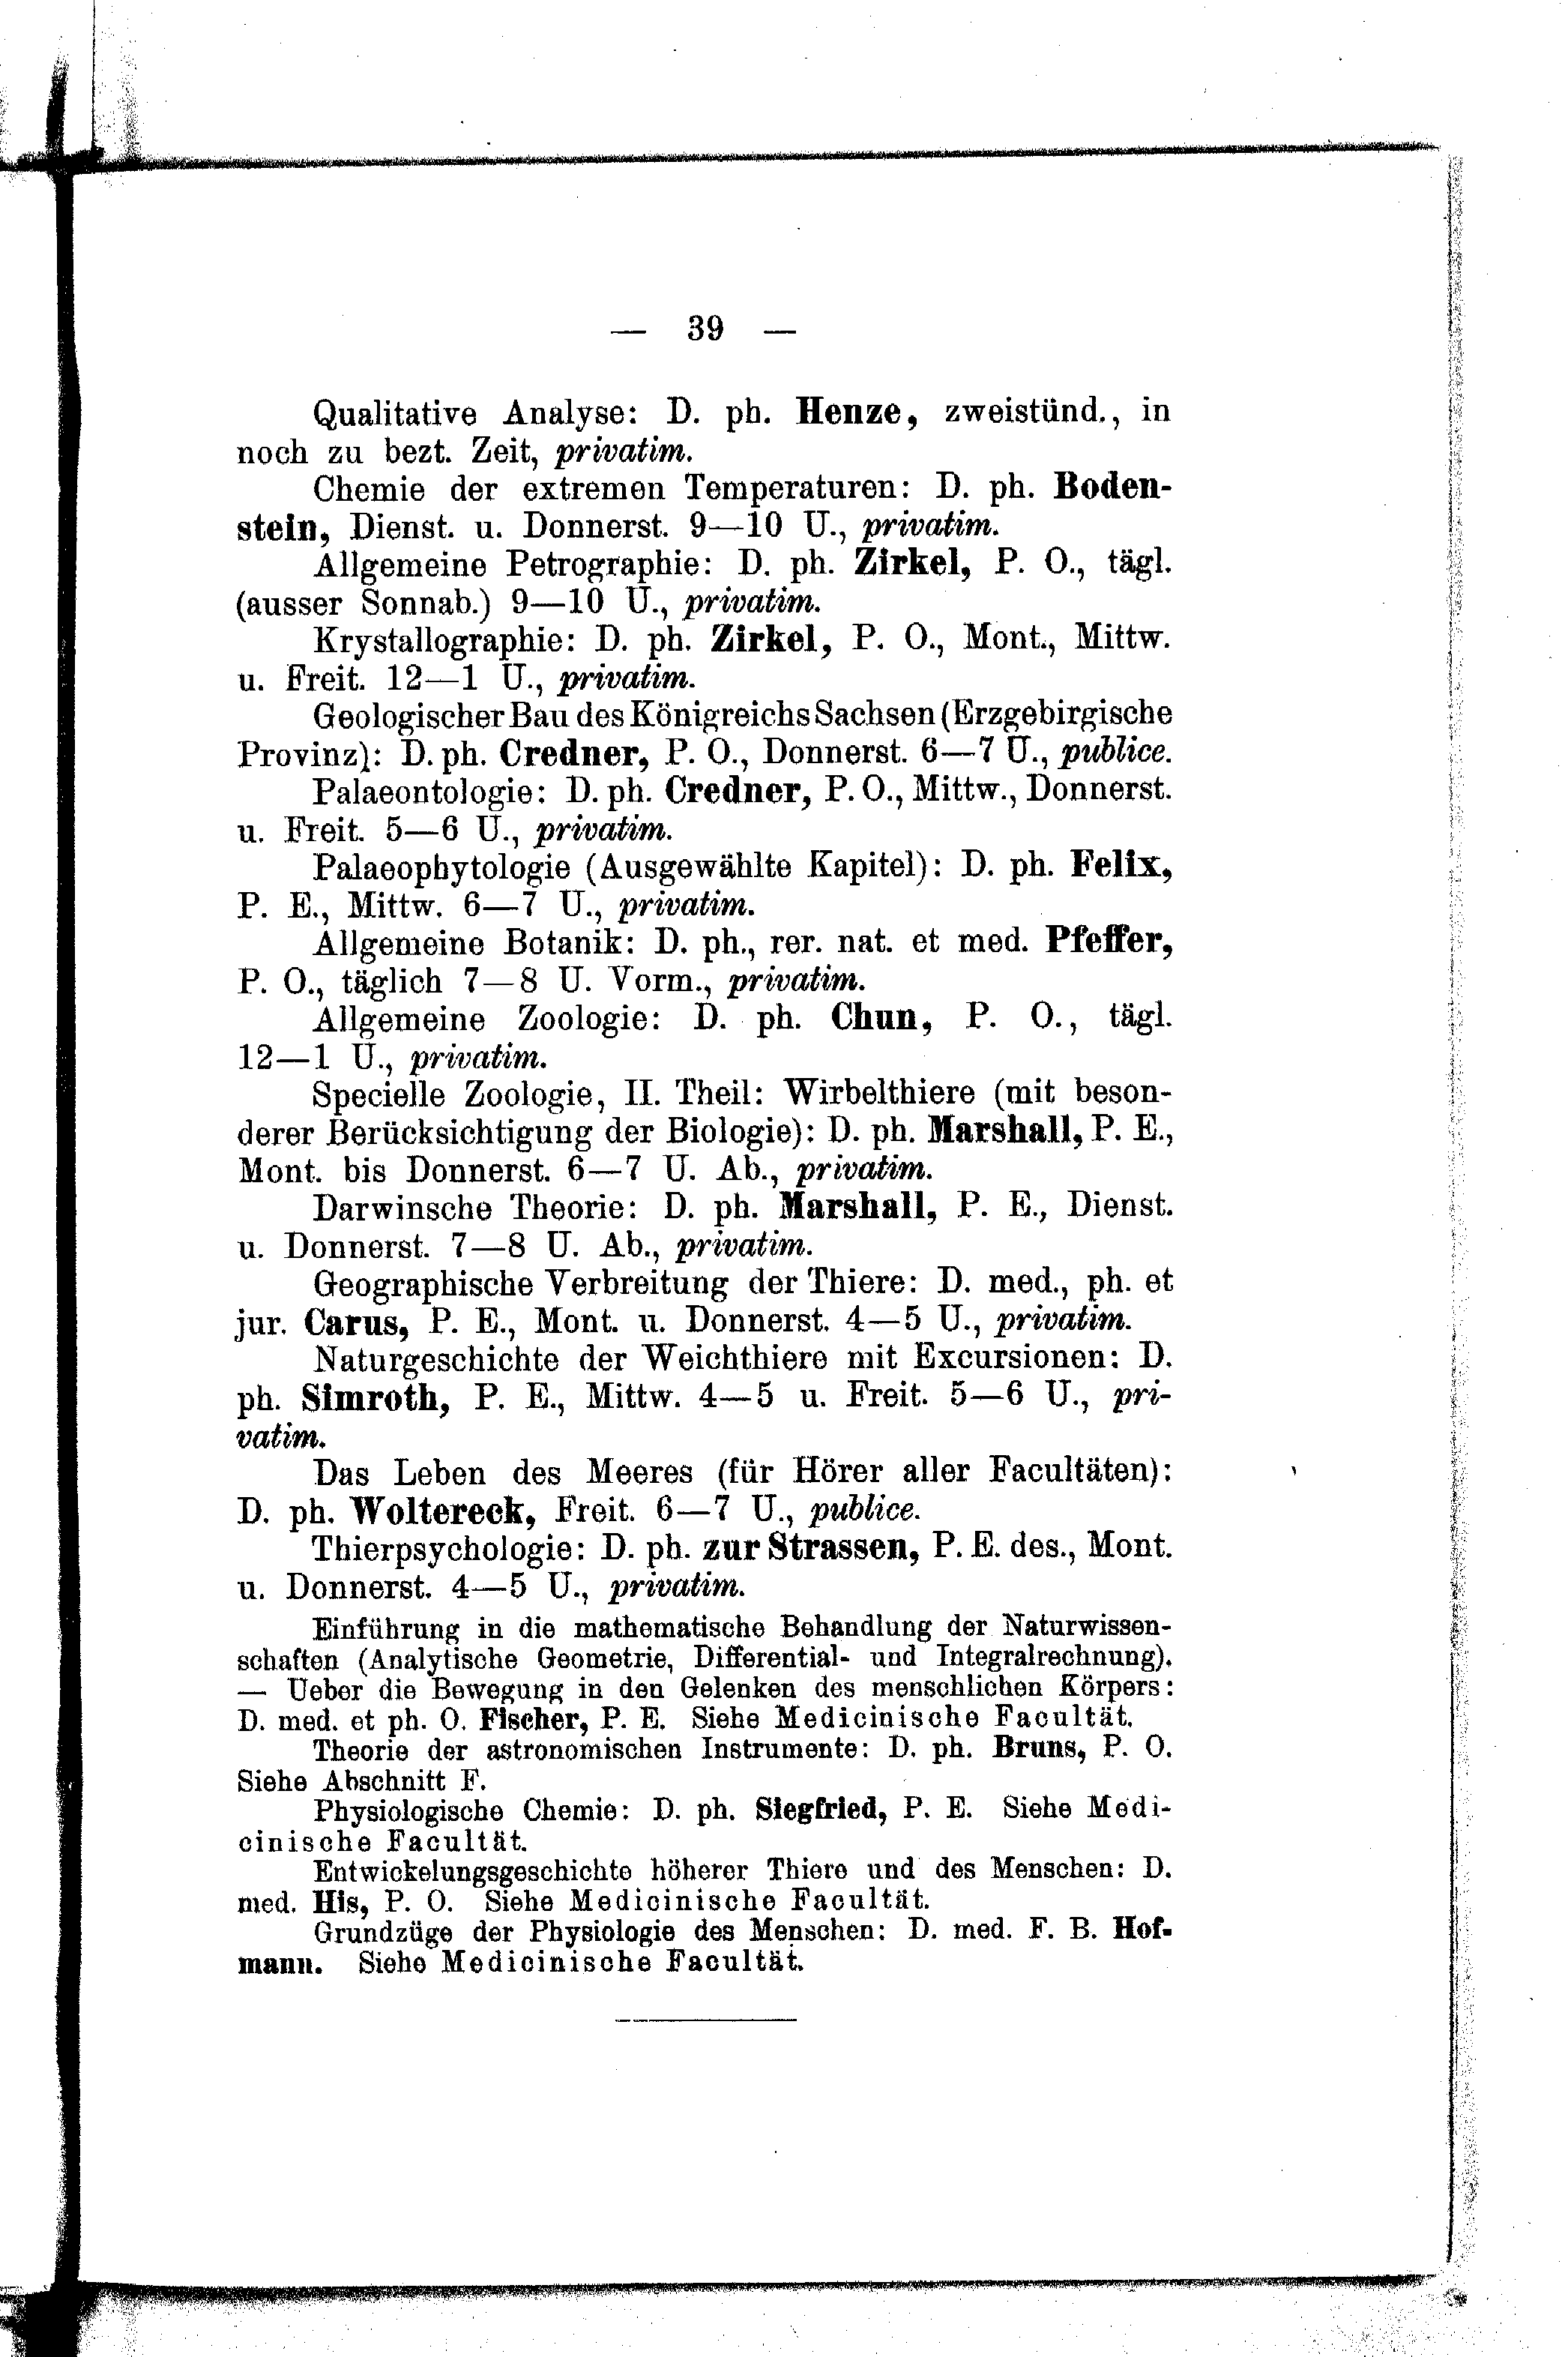 — 39 —
Qualitative Analyse: D. ph. Henze, zweistünd., in
noch zu bezt. Zeit, privatim.
Chemie der extremen Temperaturen: D. ph. Boden-
stein, Dienst. u. Donnerst. 9—10 U., privatim.
Allgemeine Petrographie: D. ph. Zirkel, P. O., tägl.
(ausser Sonnab.) 9—10 U., privatim.
Krystallographie: D. ph. Zirkel, P. O., Mont., Mittw.
u. Freit. 12—1 U., privatim.
Geologischer Bau des Königreichs Sachsen (Erzgebirgische
Provinz): D. ph. Credner, P. O., Donnerst. 6—7 U., publice.
Palaeontologie: D. ph. Credner, P. O., Mittw., Donnerst.
u. Freit. 5—6 U., privatim.
Palaeophytologie (Ausgewählte Kapitel): D. ph. Felix,
P. E., Mittw. 6—7 U., privatim.
Allgemeine Botanik: D. ph., rer. nat. et med. Pfeffer,
P. O., täglich 7—8 U. Vorm., privatim.
Allgemeine Zoologie: D. ph. Chun, P. O., tägl.
12—1 U., privatim.
Specielle Zoologie, II. Theil: Wirbelthiere (mit beson-
derer Berücksichtigung der Biologie): D. ph. Marshall, P. E.,
Mont. bis Donnerst. 6—7 U. Ab., privatim.
Darwinsche Theorie: D. ph. Marshall, P. E., Dienst.
u. Donnerst. 7—8 U. Ab., privatim.
Geographische Verbreitung der Thiere: D. med., ph. et
jur. Carus, P. E., Mont. u. Donnerst. 4—5 U., privatim.
Naturgeschichte der Weichthiere mit Excursionen: D.
ph. Simroth, P. E., Mittw. 4—5 u. Freit. 5—6 U., pri-
vatim.
Das Leben des Meeres (für Hörer aller Facultäten):
D. ph. Woltereck, Freit. 6—7 U., publice.
Thierpsychologie: D. ph. zur Strassen, P. E. des., Mont.
u. Donnerst. 4—5 U., privatim.
Einführung in die mathematische Behandlung der Naturwissen-
schaften (Analytische Geometrie, Differential- und Integralrechnung).
— Ueber die Bewegung in den Gelenken des menschlichen Körpers:
D. med. et ph. O. Fischer, P. E. Siehe Medicinische Facultät.
Theorie der astronomischen Instrumente: D. ph. Bruns, P. O.
Siehe Abschnitt F.
Physiologische Chemie: D. ph. Siegfried, P. E. Siehe Medi-
cinische Facultät.
Entwickelungsgeschichte höherer Thiere und des Menschen: D.
med. His, P. O. Siehe Medicinische Facultät.
Grundzüge der Physiologie des Menschen: D. med. F. B. Hof-
mann. Siehe Medicinische Facultät.